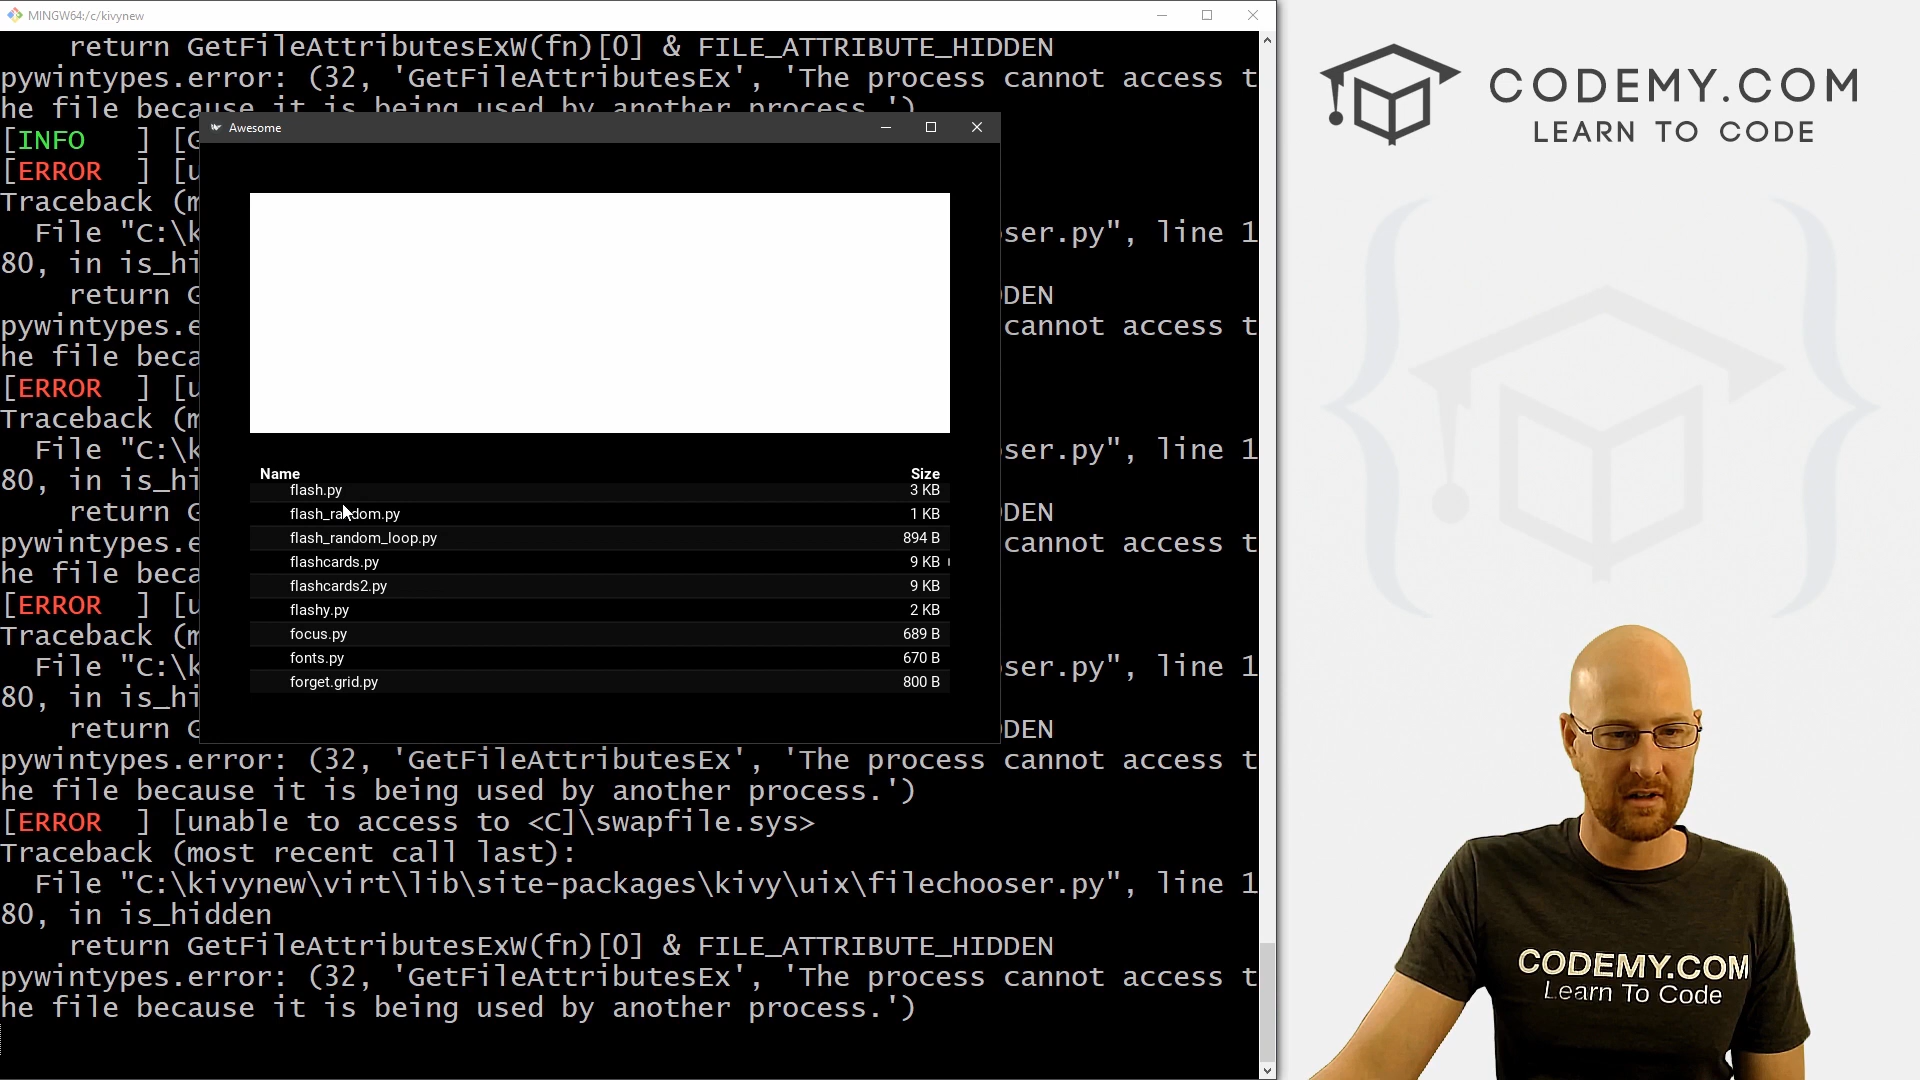 MINGW64:/c/kivynew
return GetFileAttributesExW(fn)[0] & FILE_ATTRIBUTE_HIDDEN
pywintypes.error: (32, 'GetFileAttributesEx', 'The process cannot access t
he file because it is being used by another process.')
[INFO   ] [
[ERROR  ] [
Traceback (
File "C:\k
ser.py", line 1
80, in is_hi
return
DEN
pywintypes.e
cannot access t
he file beca
[ERROR  ] [
Traceback (
File "C:\k
ser.py", line 1
80, in is_hi
return
DEN
pywintypes.e
cannot access t
he file beca
[ERROR  ] [
Traceback (
File "C:\k
ser.py", line 1
80, in is_hi
return
DEN
pywintypes.error: (32, 'GetFileAttributesEx', 'The process cannot access t
he file because it is being used by another process.')
[ERROR  ] [unable to access to <C]\swapfile.sys>
Traceback (most recent call last):
File "C:\kivynew\virt\lib\site-packages\kivy\uix\filechooser.py", line 1
80, in is_hidden
return GetFileAttributesExW(fn)[0] & FILE_ATTRIBUTE_HIDDEN
pywintypes.error: (32, 'GetFileAttributesEx', 'The process cannot access t
he file because it is being used by another process.')
Awesome
Name Size
flash.py 3 KB
flash_random.py 1 KB
flash_random_loop.py 894 B
flashcards.py 9 KB
flashcards2.py 9 KB
flashy.py 2 KB
focus.py 689 B
fonts.py 670 B
forget.grid.py 800 B
CODEMY.COM
LEARN TO CODE
CODEMY.COM
Learn To Code